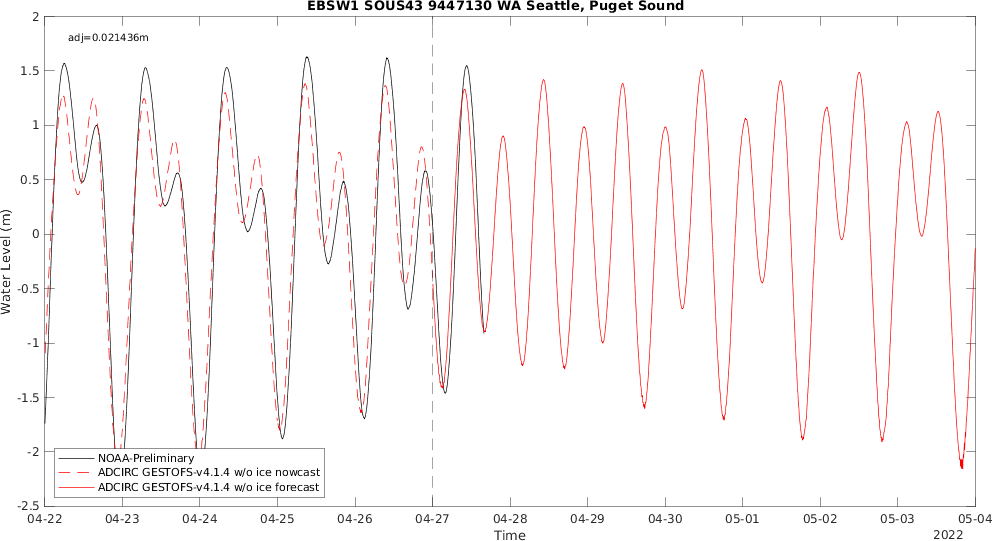 EBSW1 SOUS43 9447130 WA Seattle, Puget Sound
adj=0.021436m
2
1.5
1
0.5
0
-0.5
-1
-1.5
-2
-2.5
Water Level (m)
NOAA-Preliminary
ADCIRC GESTOFS-v4.1.4 w/o ice nowcast
ADCIRC GESTOFS-v4.1.4 w/o ice forecast
04-22 04-23 04-24 04-25 04-26 04-27 04-28 04-29 04-30 05-01 05-02 05-03 05-04
Time
2022